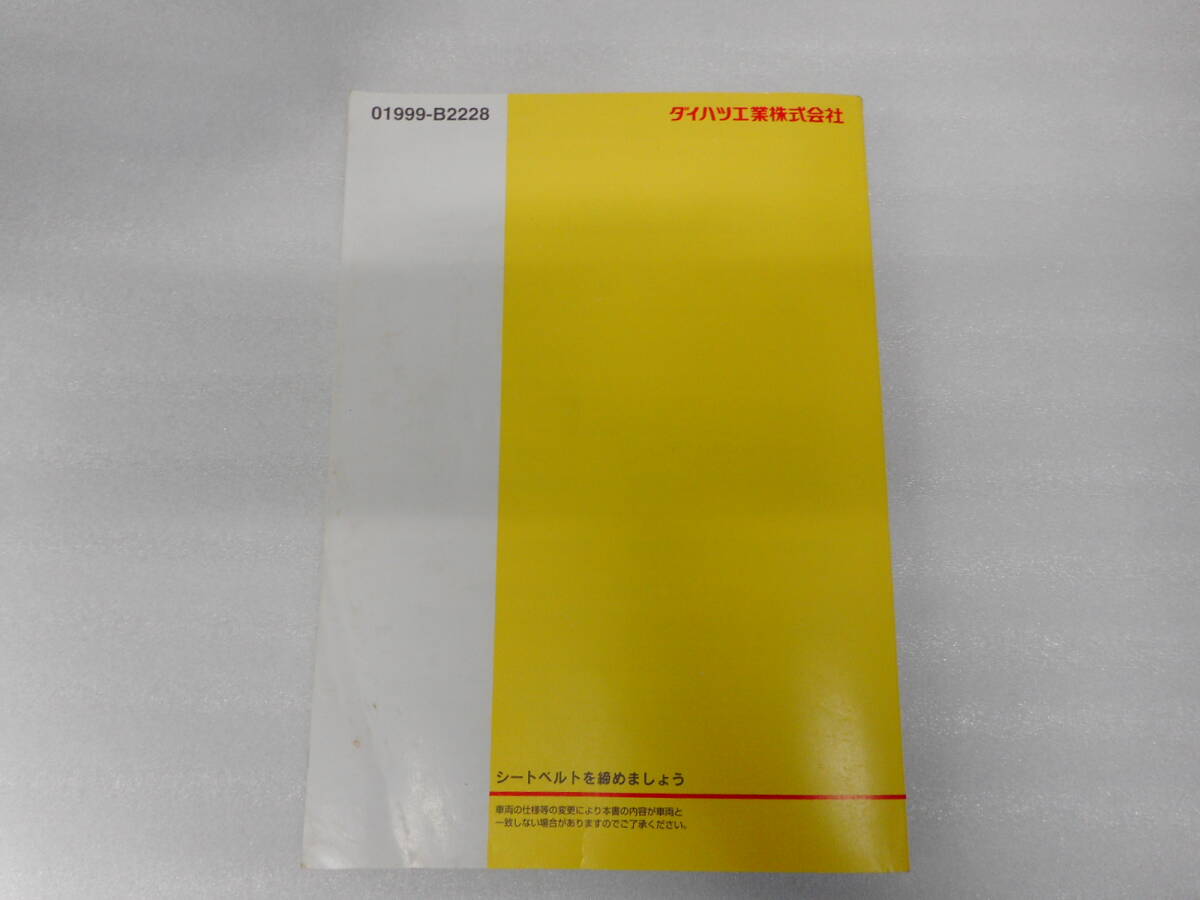 01999-B2228
ダイハツ工業株式会社
シートベルトを締めましょう
車両の仕様等の変更により本書の内容が車両と
一致しない場合がありますのでご了承ください。